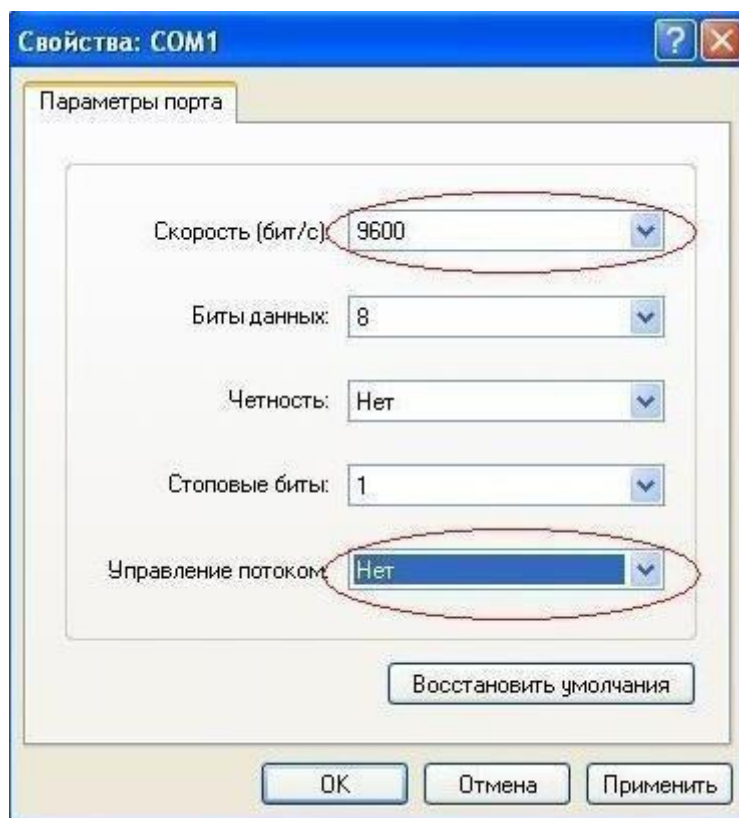 Свойства: COM1
Параметры порта
Скорость (бит/с): 9600
Биты данных: 8
Четность: Нет
Стоповые биты: 1
Управление потоком: Нет
Восстановить умолчания
OK Отмена Применить